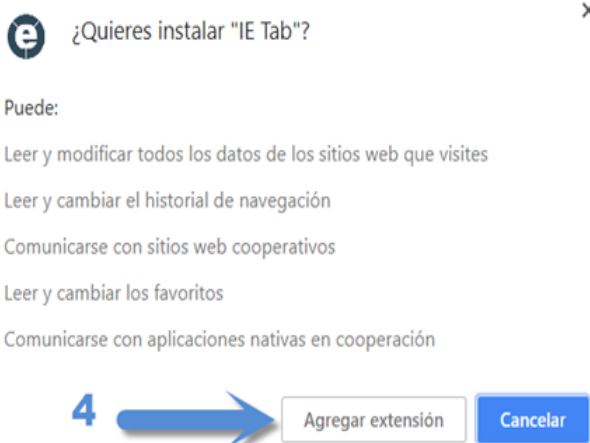 ¿Quieres instalar "IE Tab"?
Puede:
Leer y modificar todos los datos de los sitios web que visites
Leer y cambiar el historial de navegación
Comunicarse con sitios web cooperativos
Leer y cambiar los favoritos
Comunicarse con aplicaciones nativas en cooperación
4 Agregar extensión Cancelar